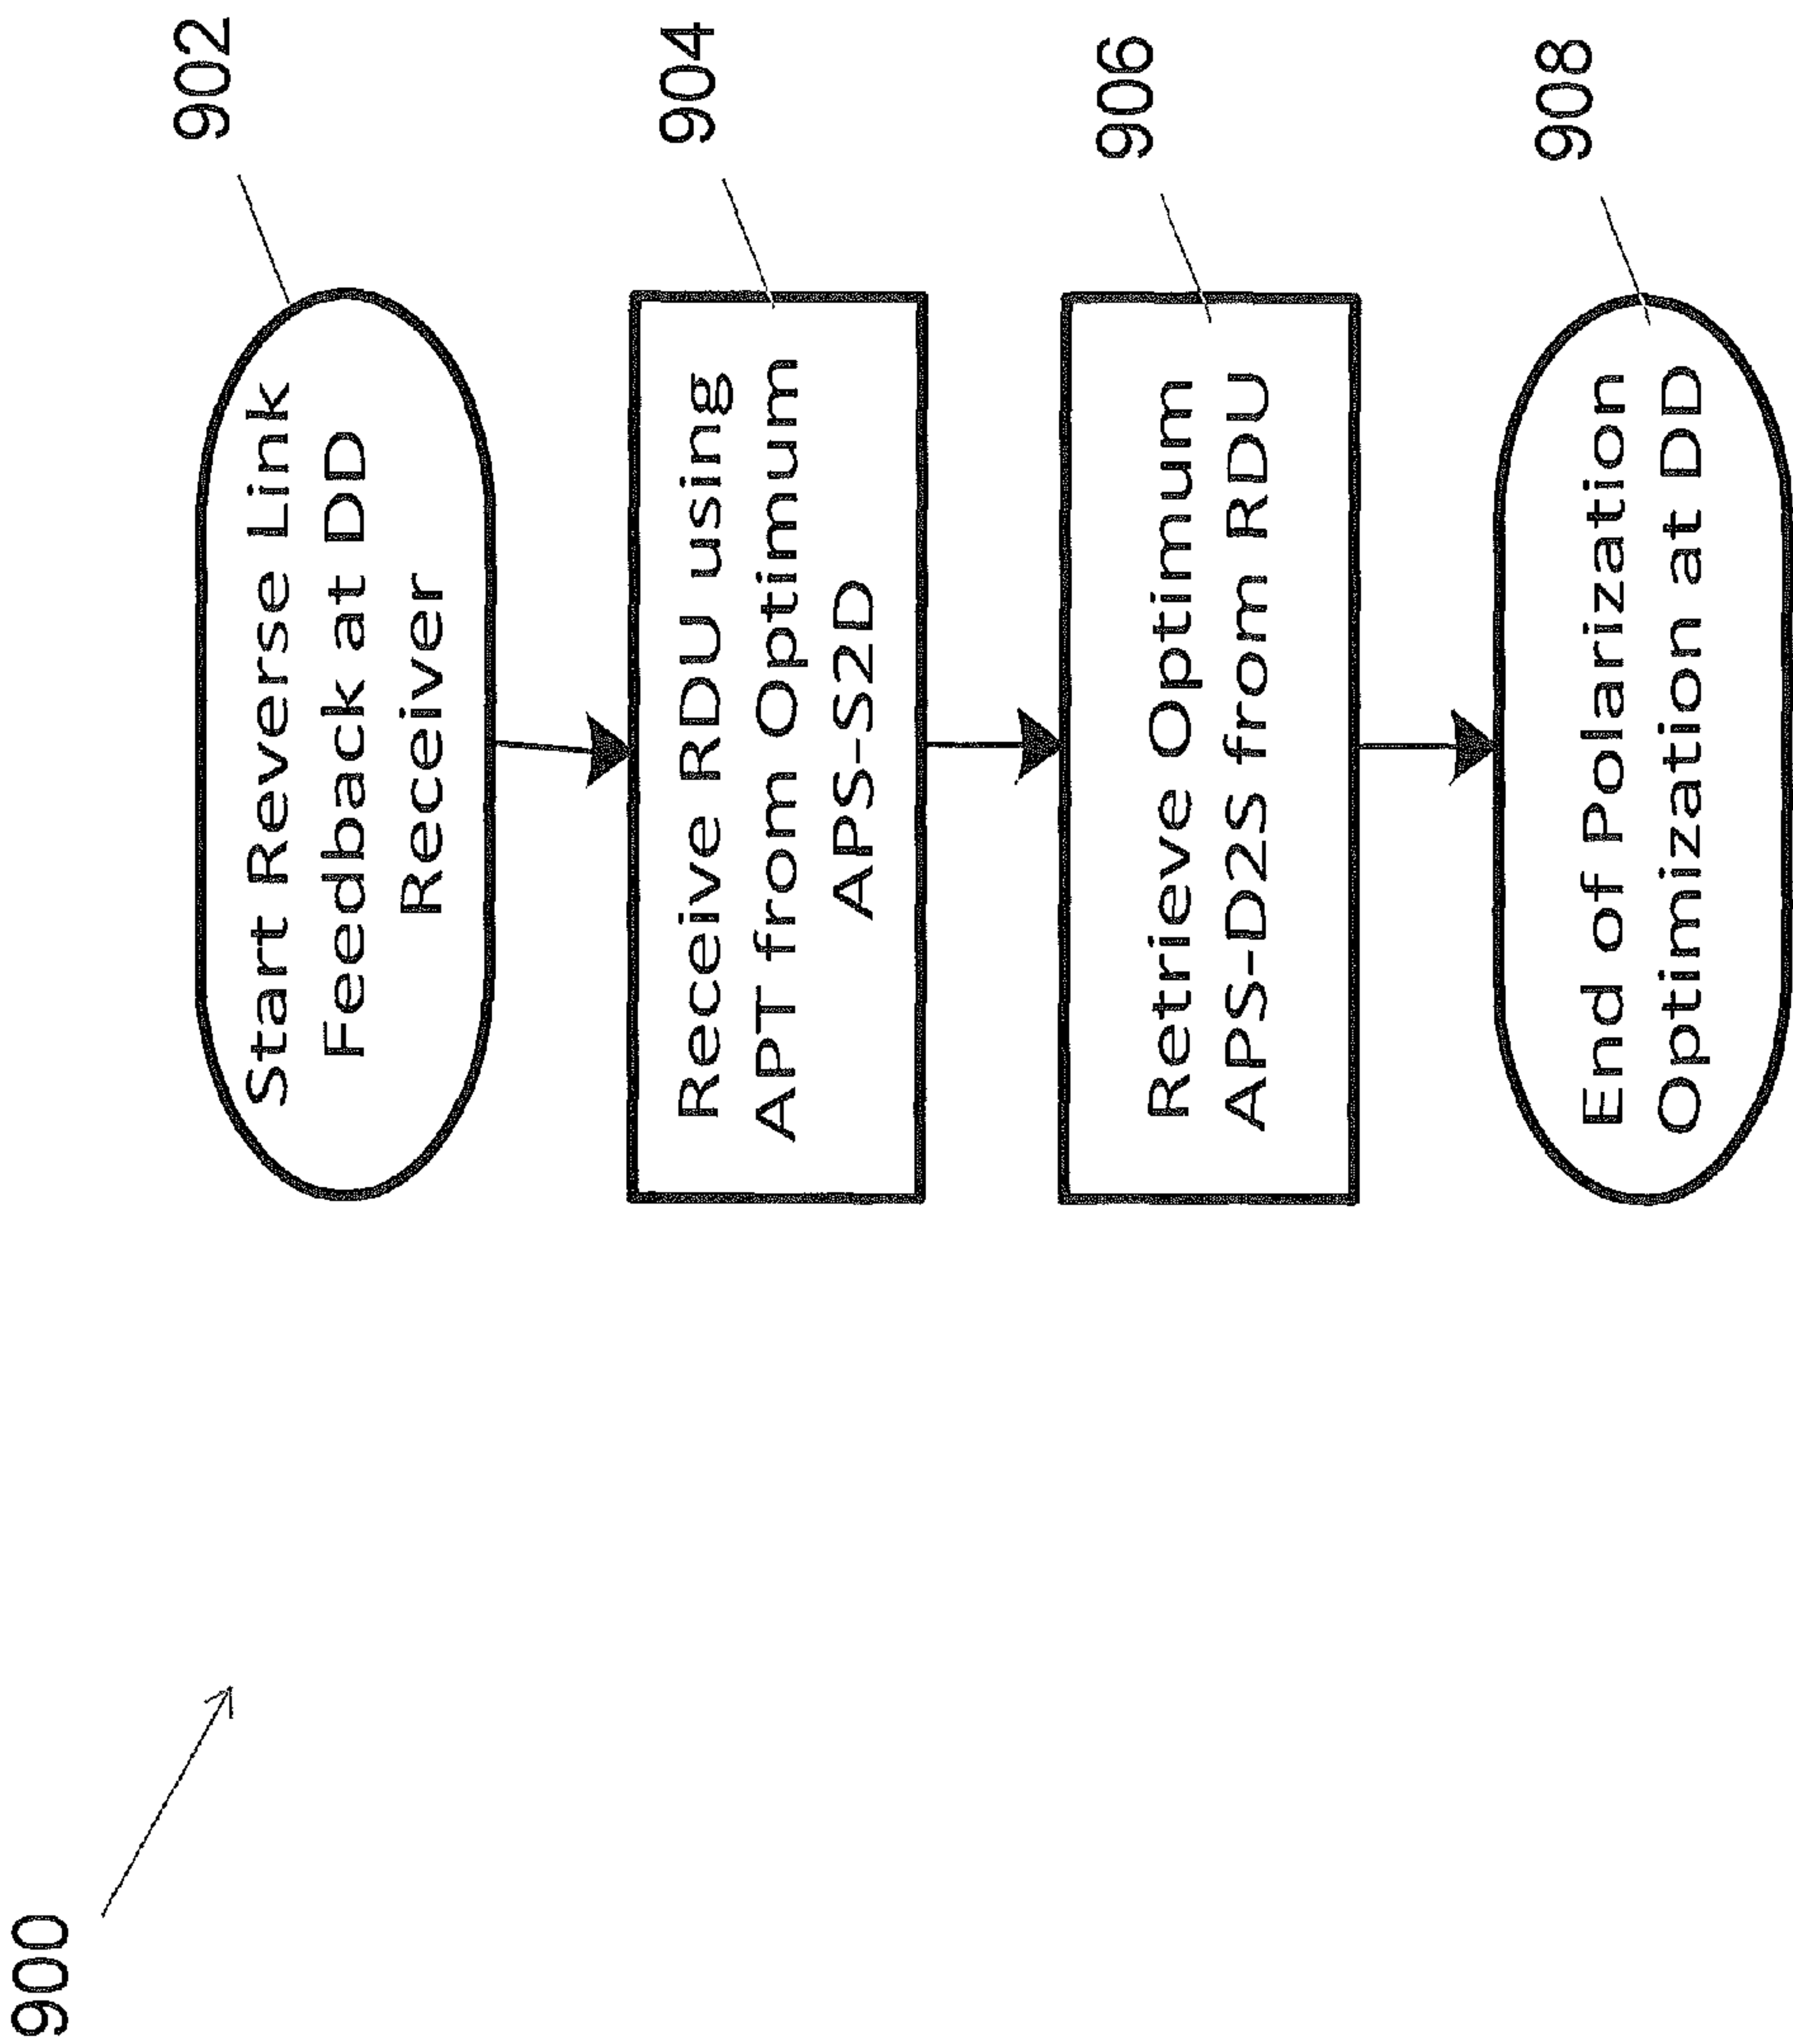 900
902
Start Reverse Link
Feedback at DD
Receiver
904
Receive RDU using
APT from Optimum
APS-S2D
906
Retrieve Optimum
APS-D2S from RDU
908
End of Polarization
Optimization at DD